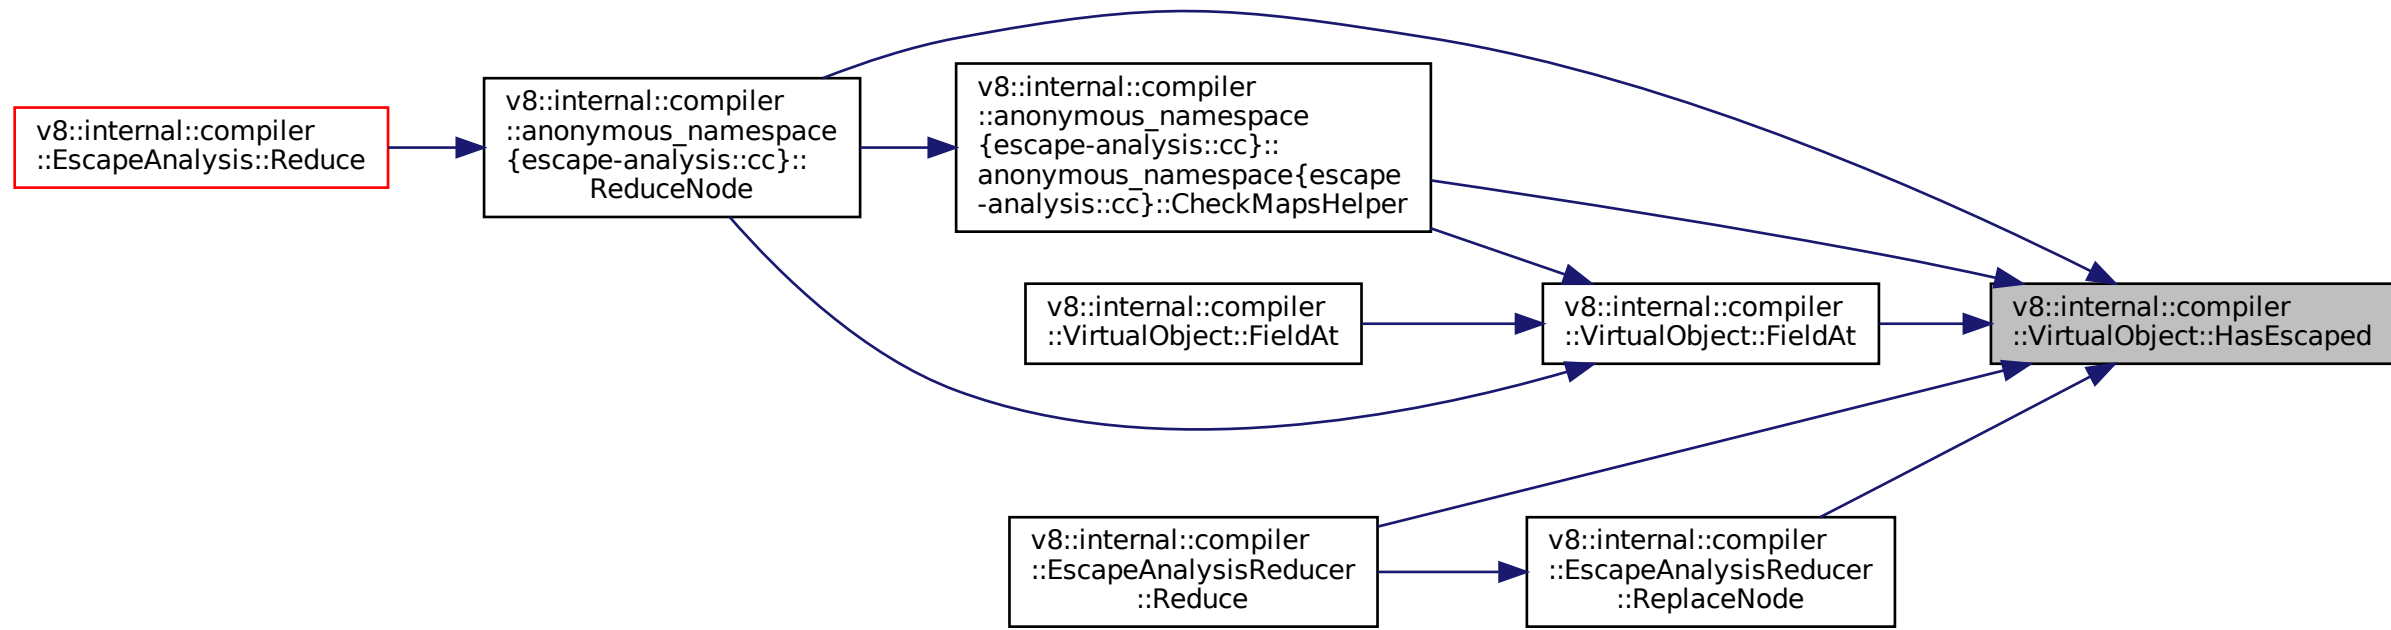 v8::internal::compiler
::EscapeAnalysis::Reduce
v8::internal::compiler
::anonymous_namespace
{escape-analysis::cc}::
ReduceNode
v8::internal::compiler
::anonymous_namespace
{escape-analysis::cc}::
anonymous_namespace{escape
-analysis::cc}::CheckMapsHelper
v8::internal::compiler
::VirtualObject::FieldAt
v8::internal::compiler
::VirtualObject::FieldAt
v8::internal::compiler
::VirtualObject::HasEscaped
v8::internal::compiler
::EscapeAnalysisReducer
::Reduce
v8::internal::compiler
::EscapeAnalysisReducer
::ReplaceNode